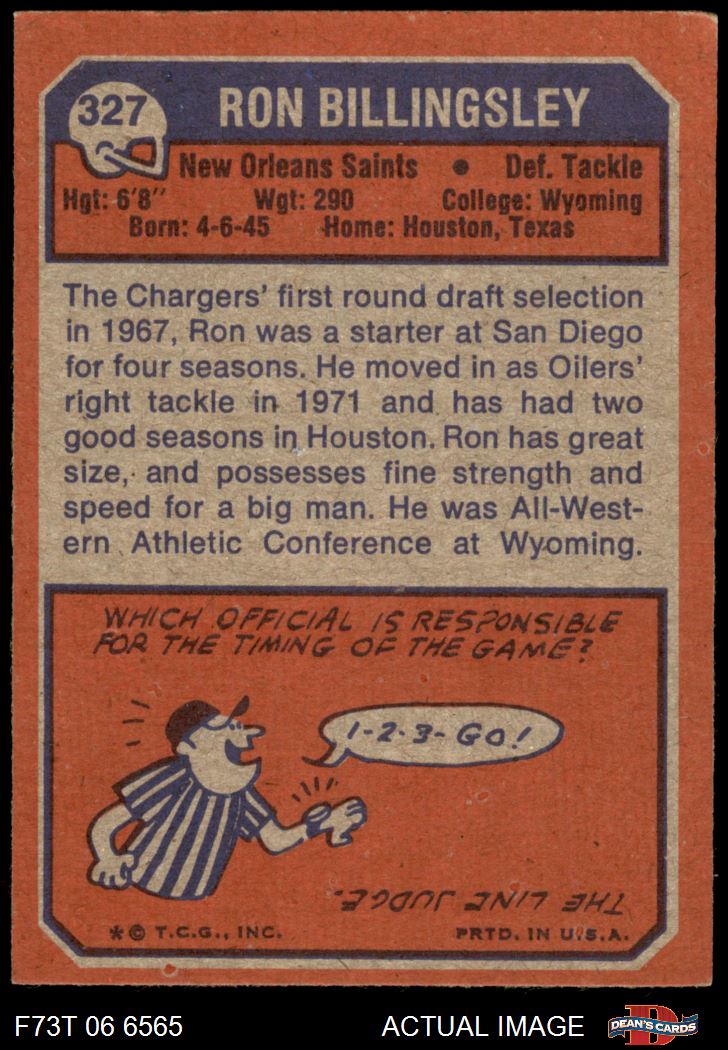 327
RON BILLINGSLEY
New Orleans Saints • Def. Tackle
Hgt: 6'8" Wgt: 290 College: Wyoming
Born: 4-6-45 Home: Houston, Texas
The Chargers' first round draft selection
in 1967, Ron was a starter at San Diego
for four seasons. He moved in as Oilers'
right tackle in 1971 and has had two
good seasons in Houston. Ron has great
size, and possesses fine strength and
speed for a big man. He was All-West-
ern Athletic Conference at Wyoming.
WHICH OFFICIAL IS RESPONSIBLE
FOR THE TIMING OF THE GAME?
1-2-3-GO!
THE LINE JUDGE.
*© T.C.G., INC. PRTD. IN U.S.A.
F73T 06 6565 ACTUAL IMAGE
D
DEAN'S CARDS